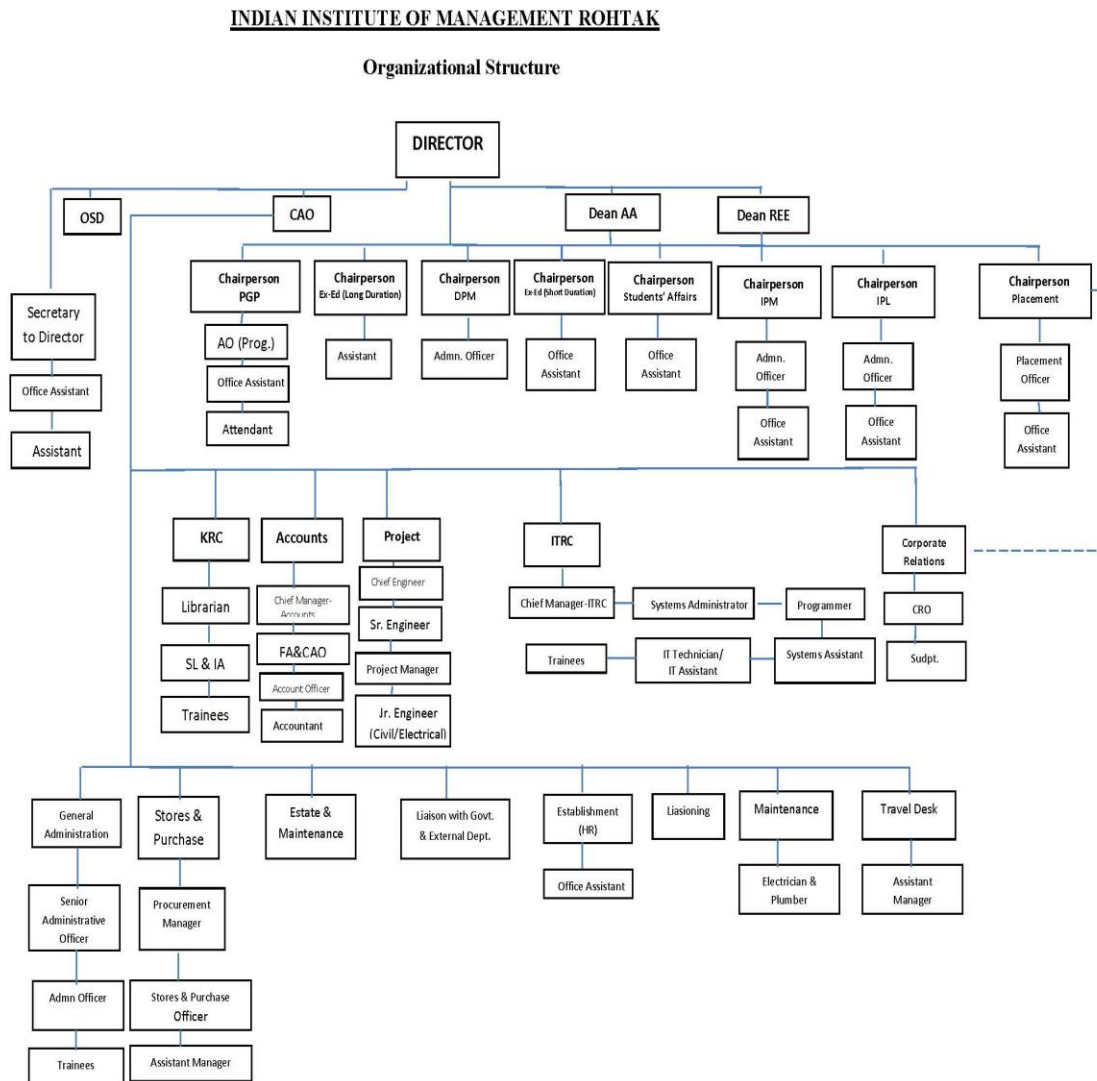 INDIAN INSTITUTE OF MANAGEMENT ROHTAK
Organizational Structure
DIRECTOR
OSD
CAO
Dean AA
Dean REE
Secretary
to Director
Office Assistant
Assistant
Chairperson
PGP
AO (Prog.)
Office Assistant
Attendant
Chairperson
Ex-Ed (Long Duration)
Assistant
Chairperson
DPM
Admn. Officer
Chairperson
Ex-Ed (Short Duration)
Office
Assistant
Chairperson
Students' Affairs
Office
Assistant
Chairperson
IPM
Admn.
Officer
Office
Assistant
Chairperson
IPL
Admn.
Officer
Office
Assistant
Chairperson
Placement
Placement
Officer
Office
Assistant
KRC
Librarian
SL & IA
Trainees
Accounts
Chief Manager-
Accounts
FA&CAO
Account Officer
Accountant
Project
Chief Engineer
Sr. Engineer
Project Manager
Jr. Engineer
(Civil/Electrical)
ITRC
Chief Manager-ITRC
Systems Administrator
Programmer
Systems Assistant
IT Technician/
IT Assistant
Trainees
Corporate
Relations
CRO
Sudpt.
General
Administration
Senior
Administrative
Officer
Admn Officer
Trainees
Stores &
Purchase
Procurement
Manager
Stores & Purchase
Officer
Assistant Manager
Estate &
Maintenance
Liaison with Govt.
& External Dept.
Establishment
(HR)
Office Assistant
Liasioning
Maintenance
Electrician &
Plumber
Travel Desk
Assistant
Manager